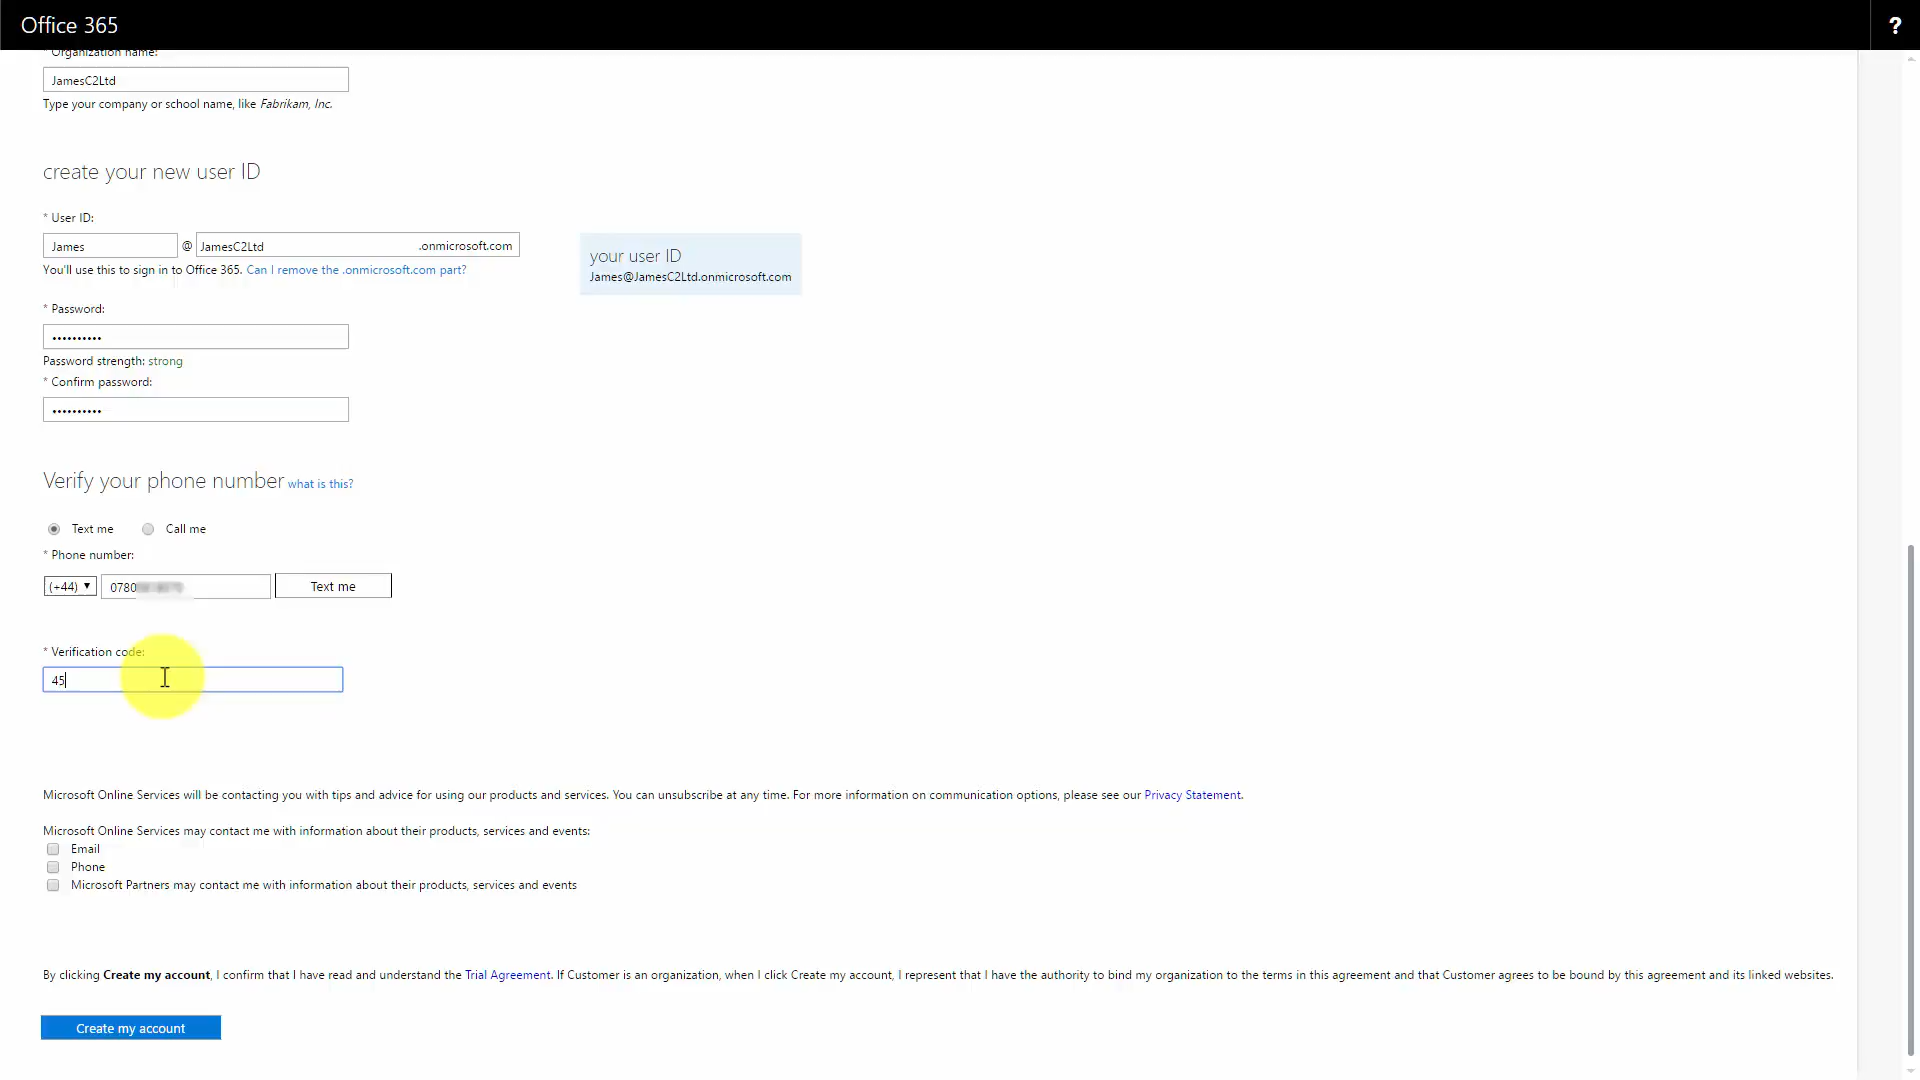 Office 365
?
* Organization name:
JamesC2Ltd
Type your company or school name, like Fabrikam, Inc.
create your new user ID
* User ID:
James @ JamesC2Ltd .onmicrosoft.com
You'll use this to sign in to Office 365. Can I remove the .onmicrosoft.com part?
your user ID
James@JamesC2Ltd.onmicrosoft.com
* Password:
••••••••••
Password strength: strong
* Confirm password:
••••••••••
Verify your phone number what is this?
Text me Call me
* Phone number:
(+44) 0780 Text me
* Verification code:
45
Microsoft Online Services will be contacting you with tips and advice for using our products and services. You can unsubscribe at any time. For more information on communication options, please see our Privacy Statement.
Microsoft Online Services may contact me with information about their products, services and events:
Email
Phone
Microsoft Partners may contact me with information about their products, services and events
By clicking Create my account, I confirm that I have read and understand the Trial Agreement. If Customer is an organization, when I click Create my account, I represent that I have the authority to bind my organization to the terms in this agreement and that Customer agrees to be bound by this agreement and its linked websites.
Create my account